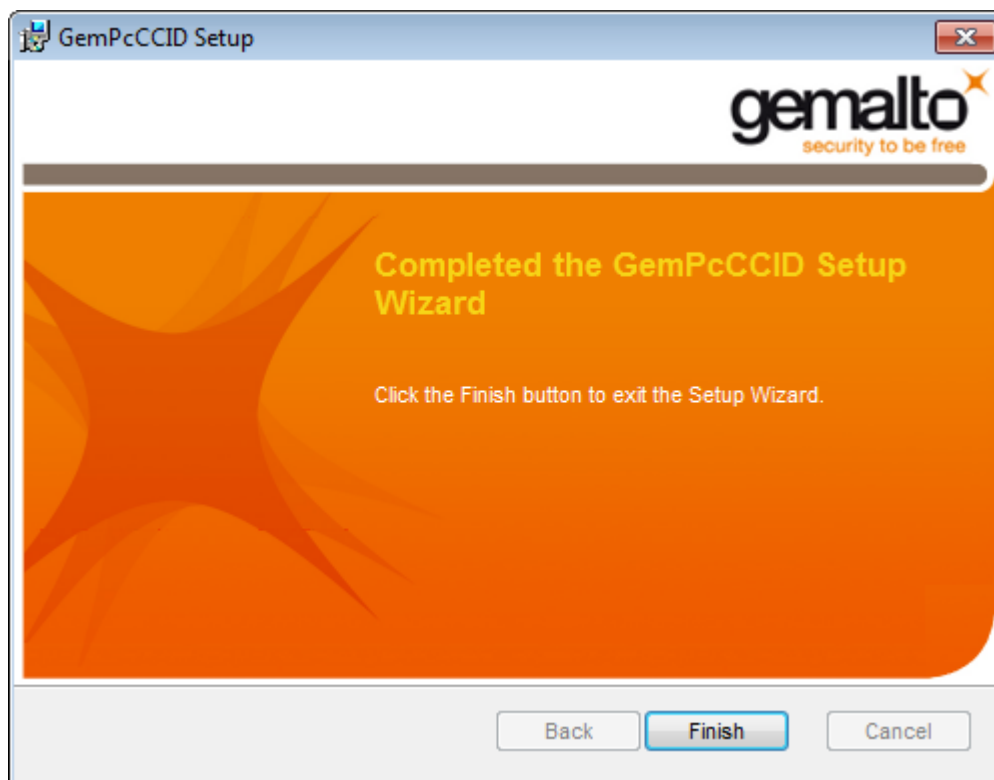 GemPcCCID Setup
gemalto
security to be free
Completed the GemPcCCID Setup
Wizard
Click the Finish button to exit the Setup Wizard.
Back
Finish
Cancel